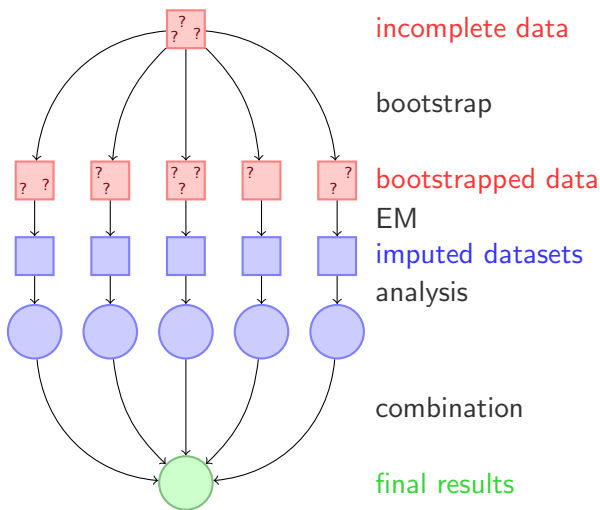 ?
? ?
incomplete data
bootstrap
? ?
? ?
? ? ?
?
? ?
bootstrapped data
EM
imputed datasets
analysis
combination
final results